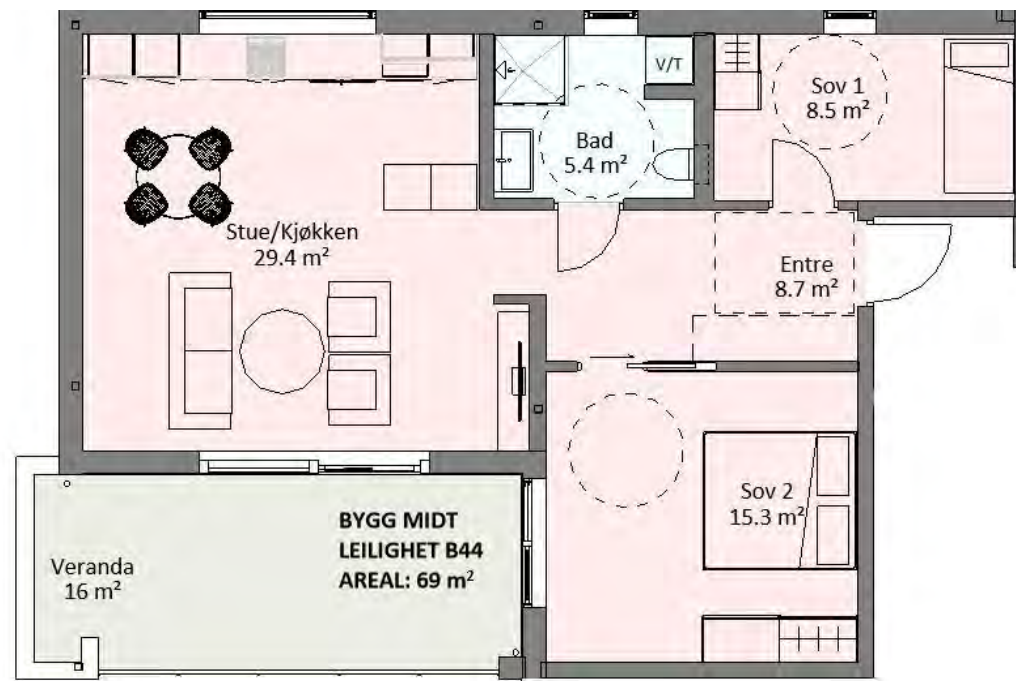 V/T
Sov 1
8.5 m²
Bad
5.4 m²
Stue/Kjøkken
29.4 m²
Entre
8.7 m²
Sov 2
15.3 m²
BYGG MIDT
LEILIGHET B44
AREAL: 69 m²
Veranda
16 m²